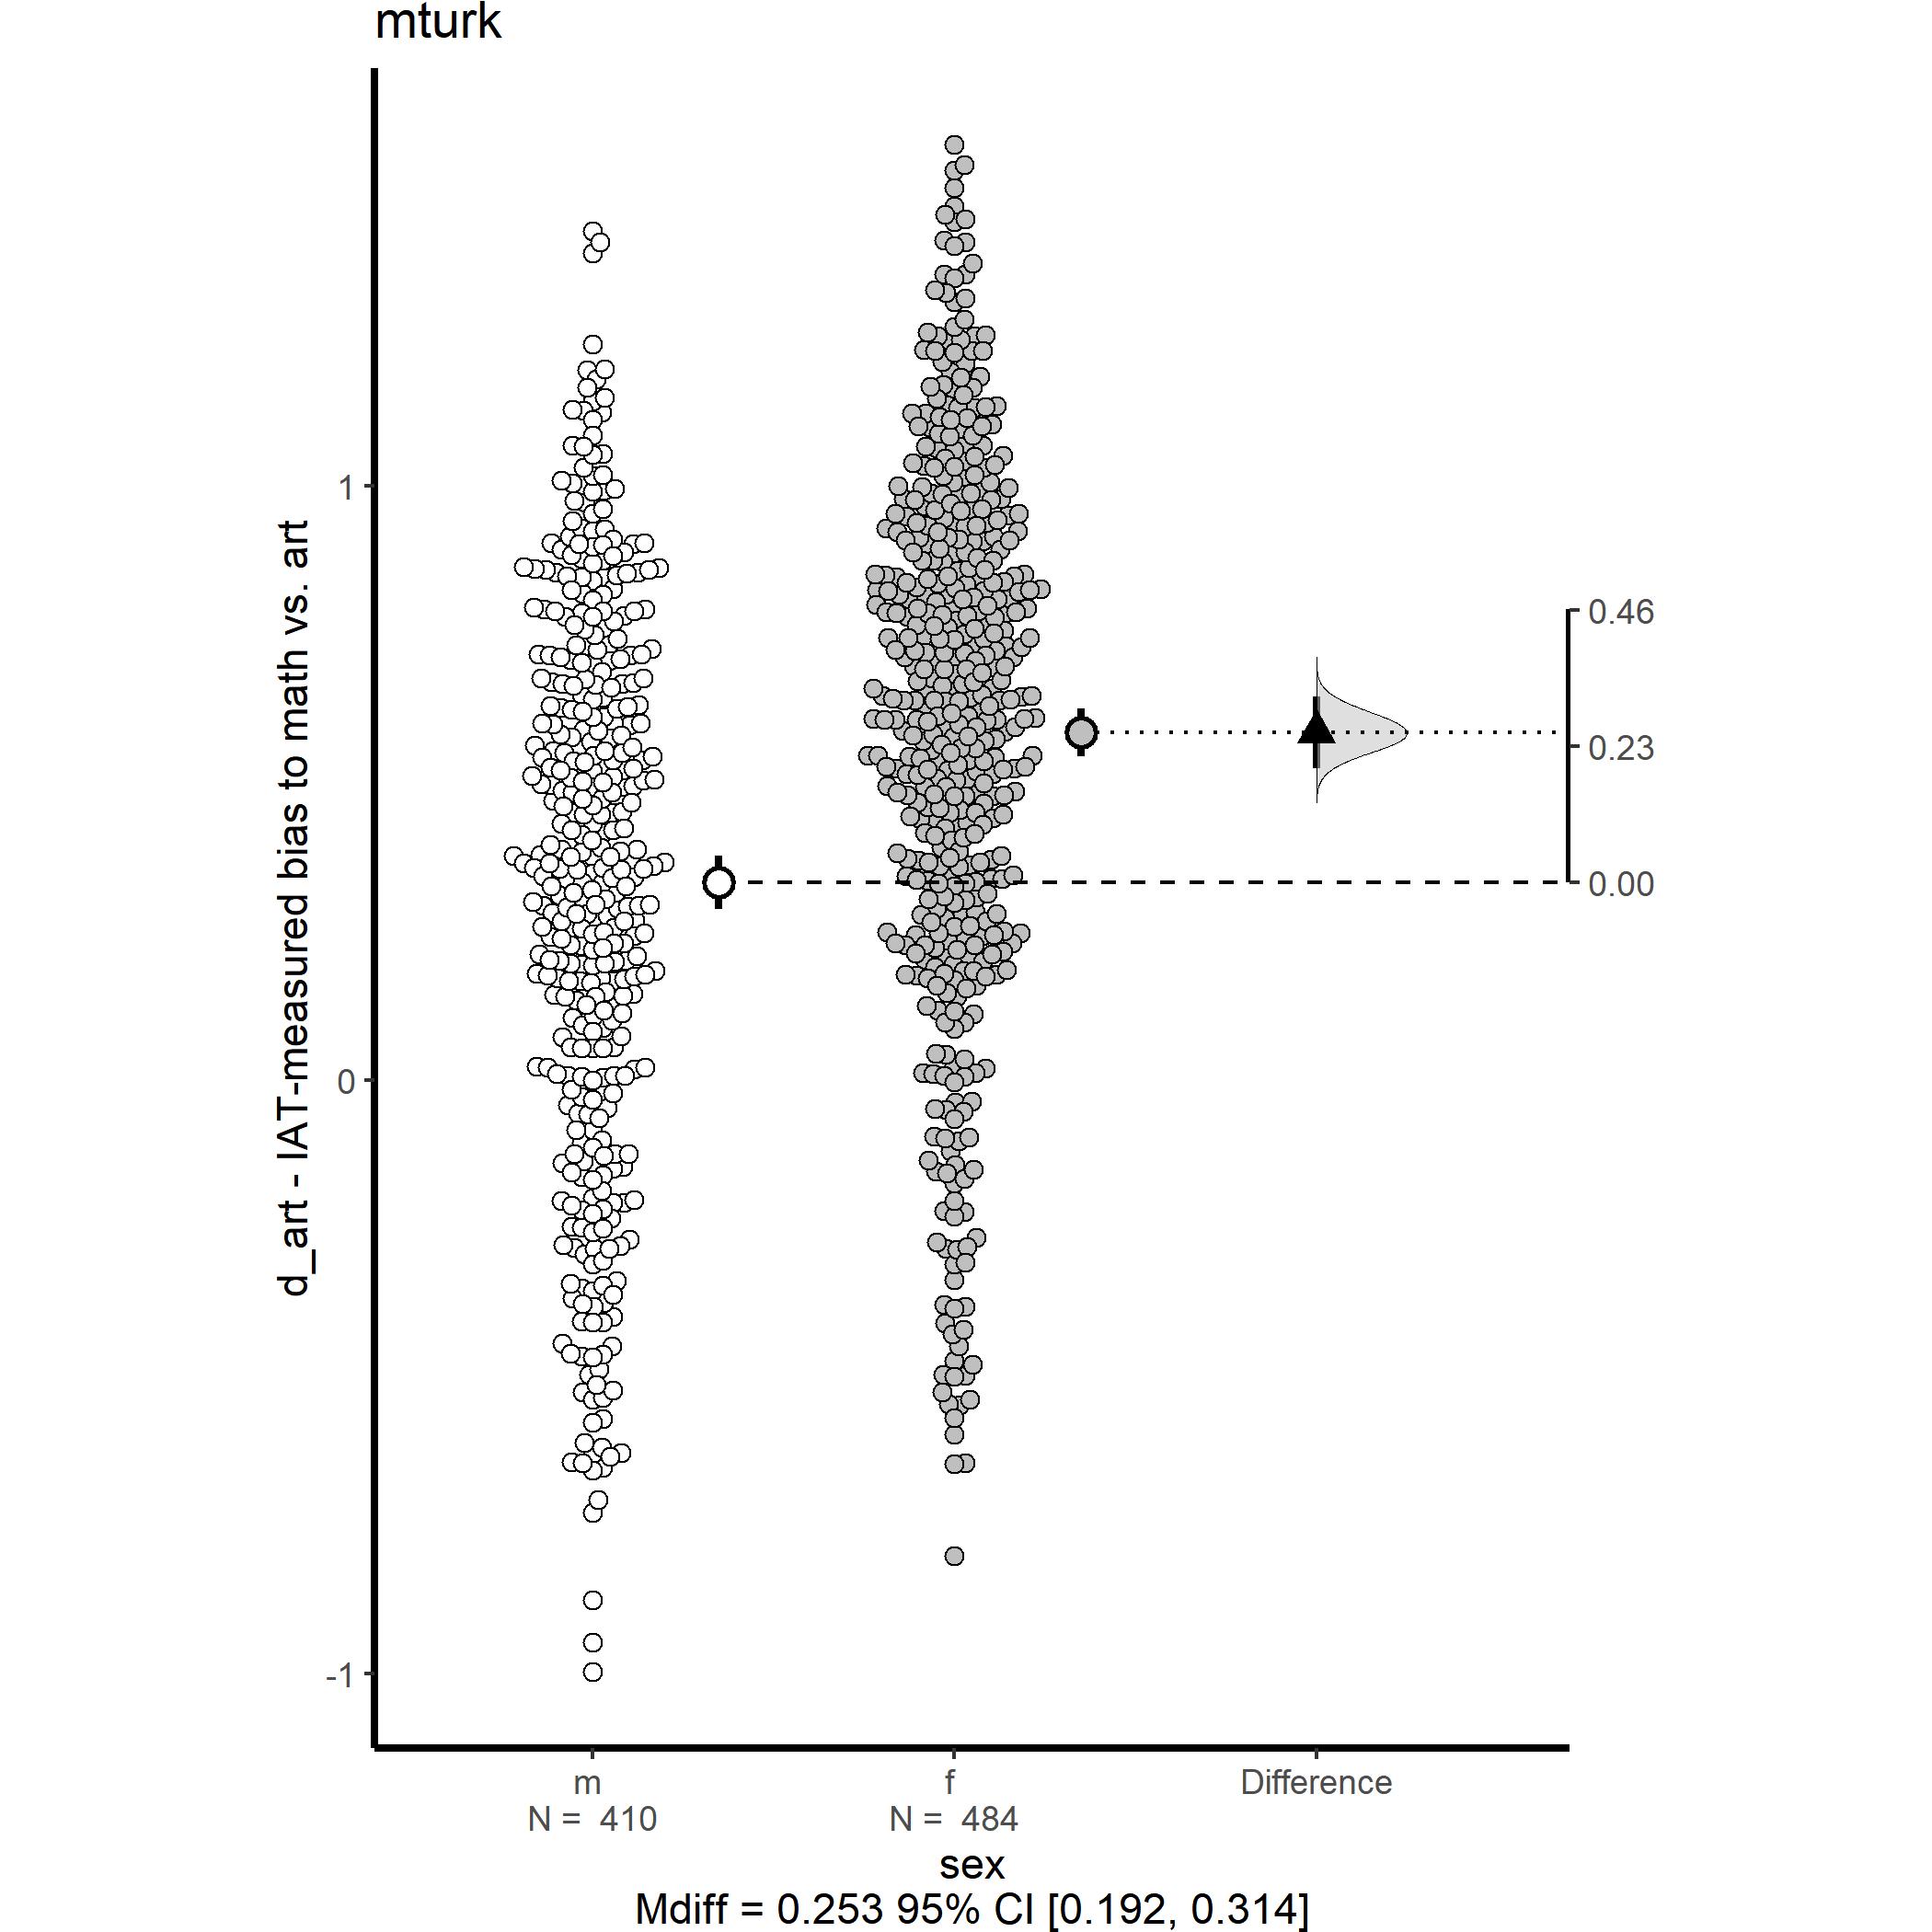 mturk
d_art - IAT-measured bias to math vs. art
1
0
-1
0.46
0.23
0.00
m
N =  410
f
N =  484
Difference
sex
Mdiff = 0.253 95% CI [0.192, 0.314]